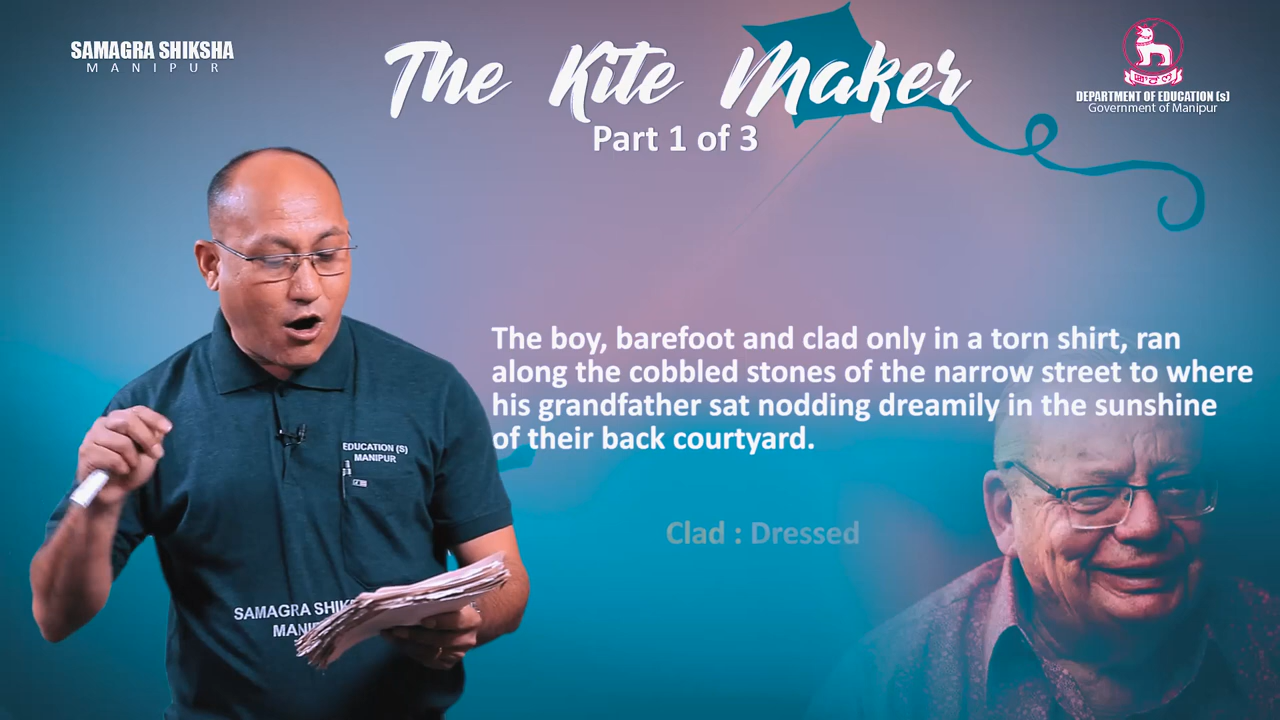 SAMAGRA SHIKSHA
MANIPUR
The Kite Maker
Part 1 of 3
DEPARTMENT OF EDUCATION (s)
Government of Manipur
The boy, barefoot and clad only in a torn shirt, ran
along the cobbled stones of the narrow street to where
his grandfather sat nodding dreamily in the sunshine
of their back courtyard.
Clad : Dressed
EDUCATION (S)
MANIPUR
SAMAGRA